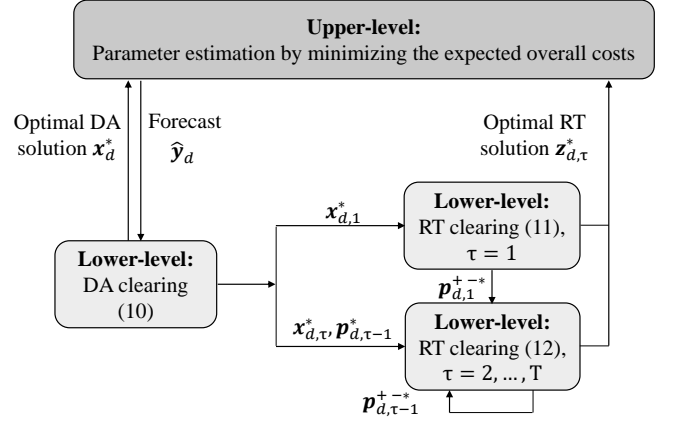 Upper-level:
Parameter estimation by minimizing the expected overall costs
Optimal DA
solution 𝒙*_d
Forecast
ŷ_d
Optimal RT
solution 𝒛*_{d,τ}
Lower-level:
DA clearing
(10)
𝒙*_{d,1}
Lower-level:
RT clearing (11),
τ = 1
𝒑^{+ −*}_{d,1}
𝒙*_{d,τ}, 𝒑*_{d,τ−1}
Lower-level:
RT clearing (12),
τ = 2, … , T
𝒑^{+ −*}_{d,τ−1}